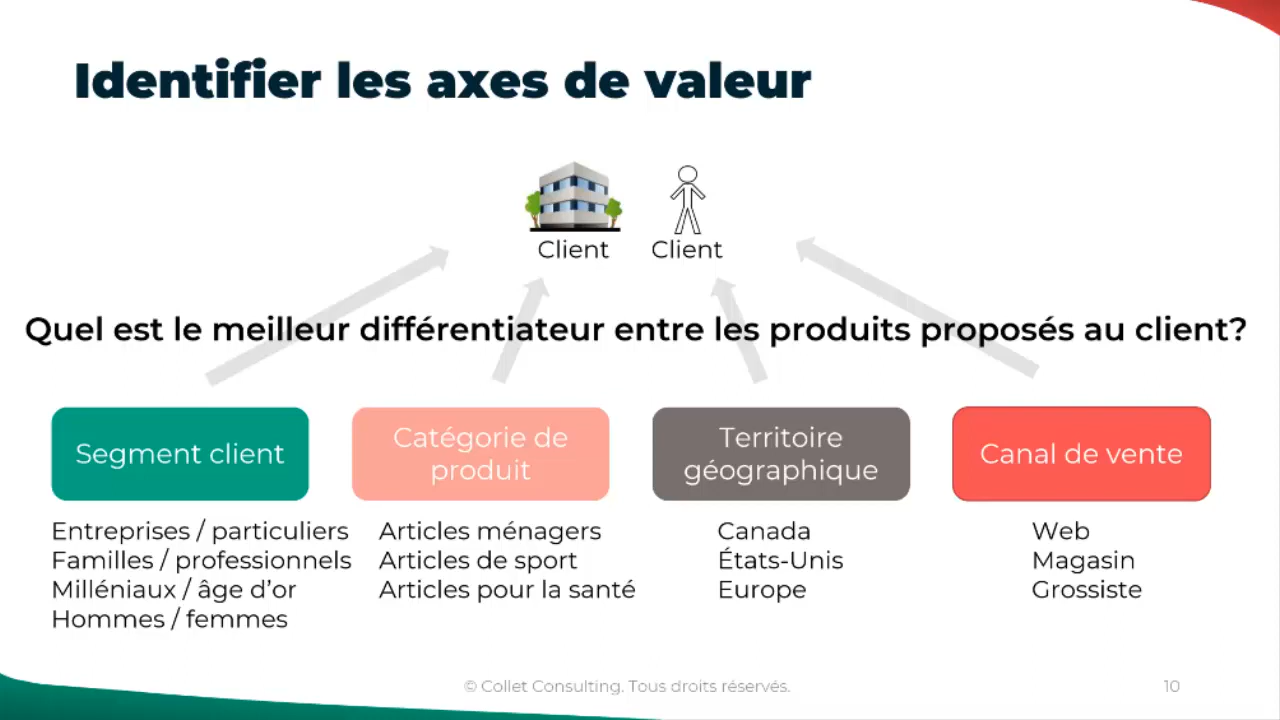 Identifier les axes de valeur
Client
Client
Quel est le meilleur différentiateur entre les produits proposés au client?
Segment client
Entreprises / particuliers
Familles / professionnels
Milléniaux / âge d’or
Hommes / femmes
Catégorie de
produit
Articles ménagers
Articles de sport
Articles pour la santé
Territoire
géographique
Canada
États-Unis
Europe
Canal de vente
Web
Magasin
Grossiste
© Collet Consulting. Tous droits réservés.
10